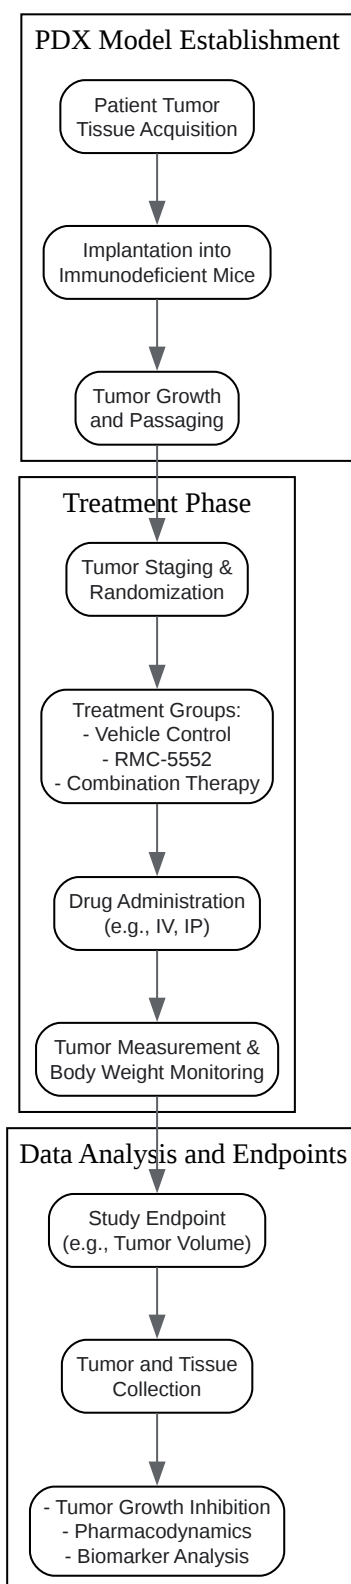 PDX Model Establishment
Patient Tumor
Tissue Acquisition
Implantation into
Immunodeficient Mice
Tumor Growth
and Passaging
Treatment Phase
Tumor Staging &
Randomization
Treatment Groups:
- Vehicle Control
- RMC-5552
- Combination Therapy
Drug Administration
(e.g., IV, IP)
Tumor Measurement &
Body Weight Monitoring
Data Analysis and Endpoints
Study Endpoint
(e.g., Tumor Volume)
Tumor and Tissue
Collection
- Tumor Growth Inhibition
- Pharmacodynamics
- Biomarker Analysis